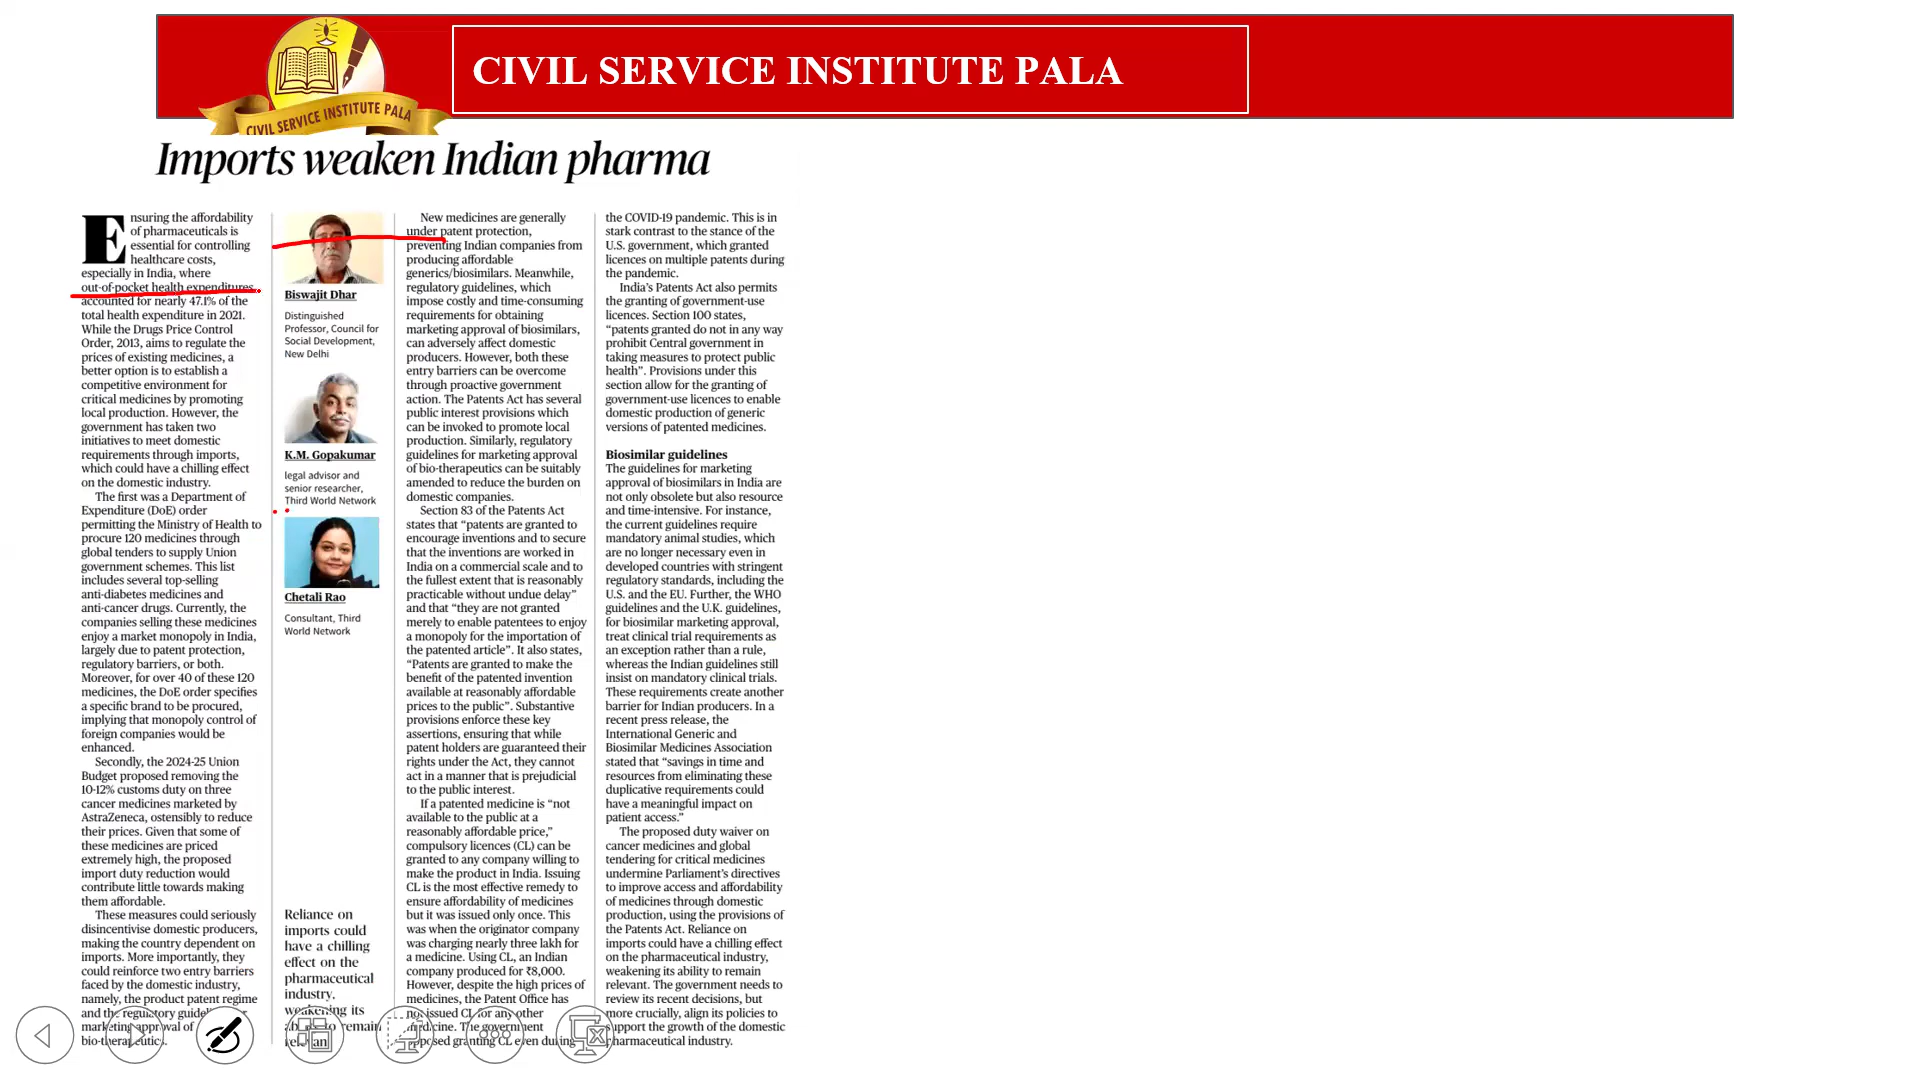 CIVIL SERVICE INSTITUTE PALA
CIVIL SERVICE INSTITUTE PALA
Imports weaken Indian pharma
Ensuring the affordability
of pharmaceuticals is
essential for controlling
healthcare costs,
especially in India, where
out-of-pocket health expenditures
accounted for nearly 47.1% of the
total health expenditure in 2021.
While the Drugs Price Control
Order, 2013, aims to regulate the
prices of existing medicines, a
better option is to establish a
competitive environment for
critical medicines by promoting
local production. However, the
government has taken two
initiatives to meet domestic
requirements through imports,
which could have a chilling effect
on the domestic industry.
The first was a Department of
Expenditure (DoE) order
permitting the Ministry of Health to
procure 120 medicines through
global tenders to supply Union
government schemes. This list
includes several top-selling
anti-diabetes medicines and
anti-cancer drugs. Currently, the
companies selling these medicines
enjoy a market monopoly in India,
largely due to patent protection,
regulatory barriers, or both.
Moreover, for over 40 of these 120
medicines, the DoE order specifies
a specific brand to be procured,
implying that monopoly control of
foreign companies would be
enhanced.
Secondly, the 2024-25 Union
Budget proposed removing the
10-12% customs duty on three
cancer medicines marketed by
AstraZeneca, ostensibly to reduce
their prices. Given that some of
these medicines are priced
extremely high, the proposed
import duty reduction would
contribute little towards making
them affordable.
These measures could seriously
disincentivise domestic producers,
making the country dependent on
imports. More importantly, they
could reinforce two entry barriers
faced by the domestic industry,
namely, the product patent regime
and the regulatory
marketing approval of
bio-therapeutics.
Biswajit Dhar
Distinguished
Professor, Council for
Social Development,
New Delhi
K.M. Gopakumar
legal advisor and
senior researcher,
Third World Network
Chetali Rao
Consultant, Third
World Network
Reliance on
imports could
have a chilling
effect on the
pharmaceutical
industry,
weakening its
ability to remain
relevant
New medicines are generally
under patent protection,
preventing Indian companies from
producing affordable
generics/biosimilars. Meanwhile,
regulatory guidelines, which
impose costly and time-consuming
requirements for obtaining
marketing approval of biosimilars,
can adversely affect domestic
producers. However, both these
entry barriers can be overcome
through proactive government
action. The Patents Act has several
public interest provisions which
can be invoked to promote local
production. Similarly, regulatory
guidelines for marketing approval
of bio-therapeutics can be suitably
amended to reduce the burden on
domestic companies.
Section 83 of the Patents Act
states that “patents are granted to
encourage inventions and to secure
that the inventions are worked in
India on a commercial scale and to
the fullest extent that is reasonably
practicable without undue delay”
and that “they are not granted
merely to enable patentees to enjoy
a monopoly for the importation of
the patented article”. It also states,
“Patents are granted to make the
benefit of the patented invention
available at reasonably affordable
prices to the public”. Substantive
provisions enforce these key
assertions, ensuring that while
patent holders are guaranteed their
rights under the Act, they cannot
act in a manner that is prejudicial
to the public interest.
If a patented medicine is “not
available to the public at a
reasonably affordable price,”
compulsory licences (CL) can be
granted to any company willing to
make the product in India. Issuing
CL is the most effective remedy to
ensure affordability of medicines
but it was issued only once. This
was when the originator company
was charging nearly three lakh for
a medicine. Using CL, an Indian
company produced for ₹8,000.
However, despite the high prices of
medicines, the Patent Office has
not issued CL for any other
medicine. The government
opposed granting CL even during
the COVID-19 pandemic. This is in
stark contrast to the stance of the
U.S. government, which granted
licences on multiple patents during
the pandemic.
India’s Patents Act also permits
the granting of government-use
licences. Section 100 states,
“patents granted do not in any way
prohibit Central government in
taking measures to protect public
health”. Provisions under this
section allow for the granting of
government-use licences to enable
domestic production of generic
versions of patented medicines.
Biosimilar guidelines
The guidelines for marketing
approval of biosimilars in India are
not only obsolete but also resource
and time-intensive. For instance,
the current guidelines require
mandatory animal studies, which
are no longer necessary even in
developed countries with stringent
regulatory standards, including the
U.S. and the EU. Further, the WHO
guidelines and the U.K. guidelines,
for biosimilar marketing approval,
treat clinical trial requirements as
an exception rather than a rule,
whereas the Indian guidelines still
insist on mandatory clinical trials.
These requirements create another
barrier for Indian producers. In a
recent press release, the
International Generic and
Biosimilar Medicines Association
stated that “savings in time and
resources from eliminating these
duplicative requirements could
have a meaningful impact on
patient access.”
The proposed duty waiver on
cancer medicines and global
tendering for critical medicines
undermine Parliament’s directives
to improve access and affordability
of medicines through domestic
production, using the provisions of
the Patents Act. Reliance on
imports could have a chilling effect
on the pharmaceutical industry,
weakening its ability to remain
relevant. The government needs to
review its recent decisions, but
more crucially, align its policies to
support the growth of the domestic
pharmaceutical industry.